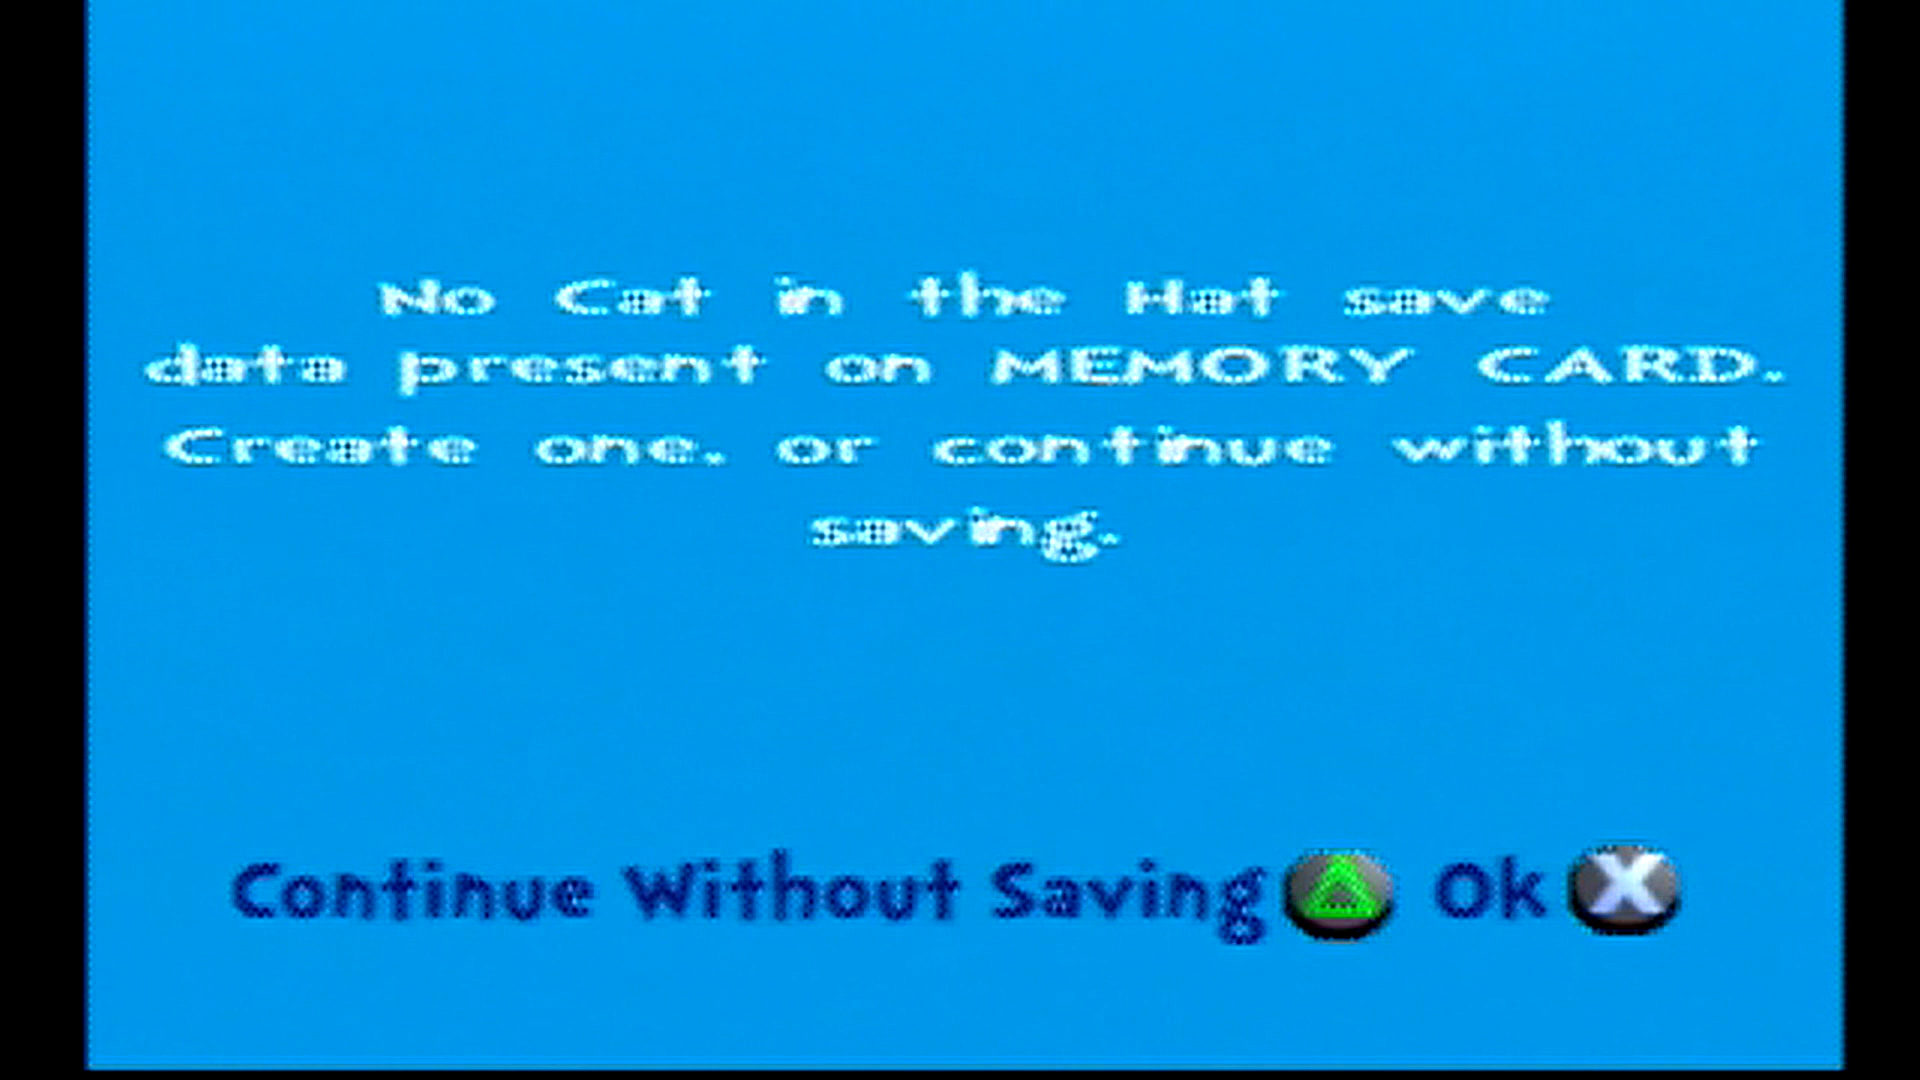 No Cat in the Hat save
data present on MEMORY CARD.
Create one, or continue without
saving.
Continue Without Saving Ok X